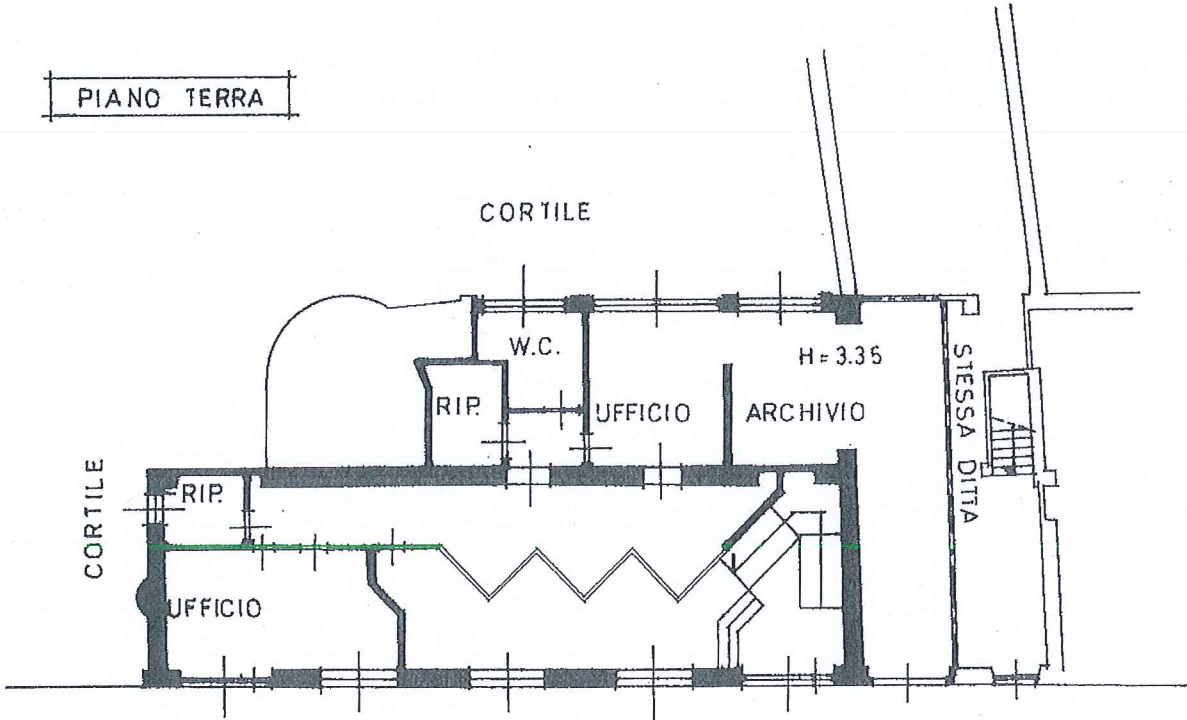 PIANO TERRA
CORTILE
W.C.
H = 3.35
RIP.
UFFICIO
ARCHIVIO
STESSA DITTA
CORTILE
RIP.
UFFICIO